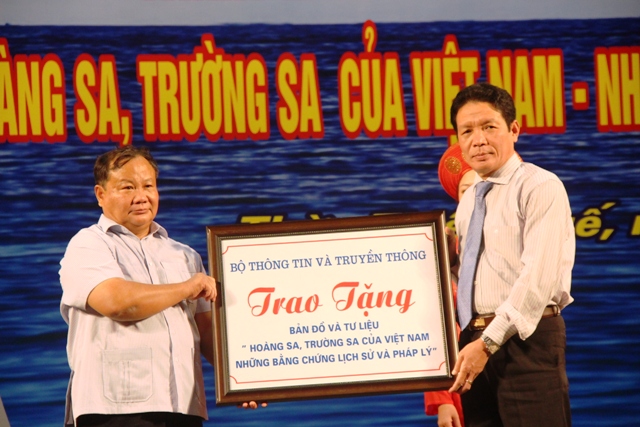 HOÀNG SA, TRƯỜNG SA CỦA VIỆT NAM - NH
BỘ THÔNG TIN VÀ TRUYỀN THÔNG
Trao Tặng
BẢN ĐỒ VÀ TƯ LIỆU
" HOÀNG SA, TRƯỜNG SA CỦA VIỆT NAM
NHỮNG BẰNG CHỨNG LỊCH SỬ VÀ PHÁP LÝ"